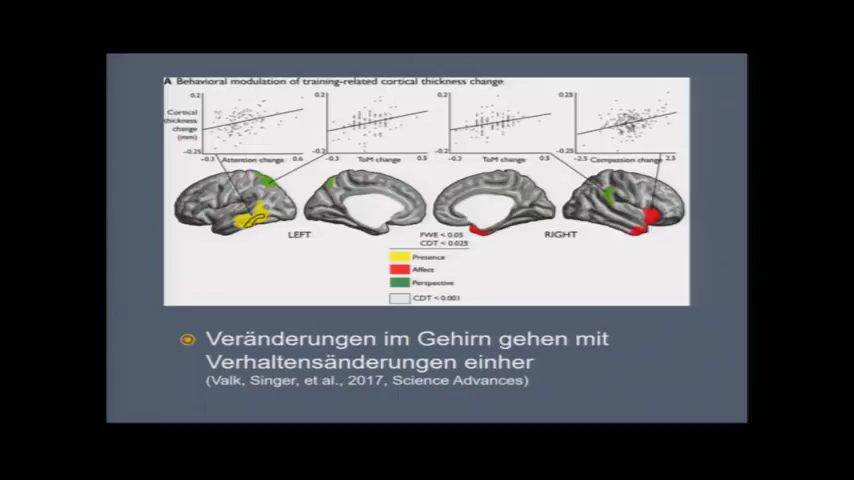 A Behavioral modulation of training-related cortical thickness change
0.2 0.2 0.2 0.25
Cortical
thickness
change
(mm)
-0.25 -0.2 -0.2 -0.25
-0.3 Attention change 0.6 -0.3 ToM change 0.5 -0.3 ToM change 0.5 -2.5 Compassion change 2.5
LEFT
FWE < 0.05
CDT < 0.025
RIGHT
Presence
Affect
Perspective
CDT < 0.001
Veränderungen im Gehirn gehen mit
Verhaltensänderungen einher
(Valk, Singer, et al., 2017, Science Advances)